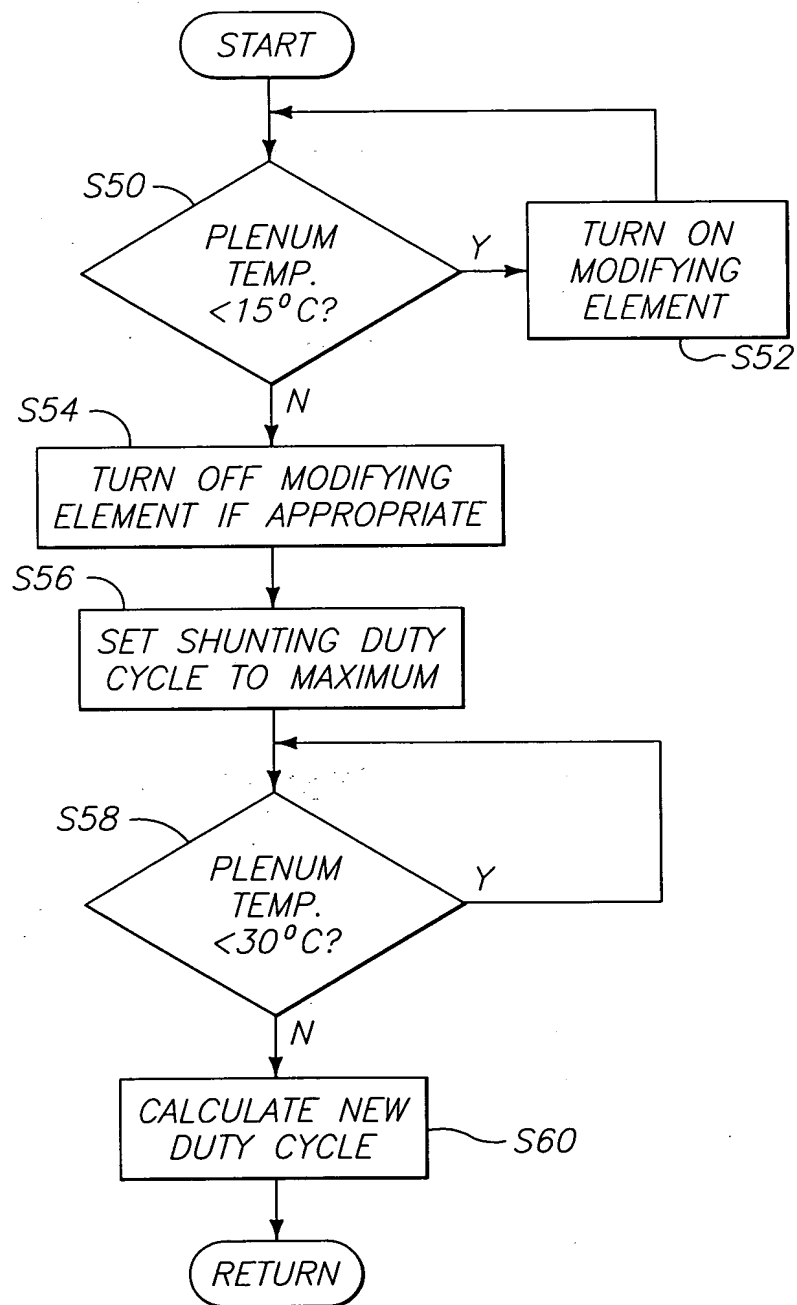 START
S50
PLENUM
TEMP.
<15°C?
Y
TURN ON
MODIFYING
ELEMENT
S52
N
S54
TURN OFF MODIFYING
ELEMENT IF APPROPRIATE
S56
SET SHUNTING DUTY
CYCLE TO MAXIMUM
S58
PLENUM
TEMP.
<30°C?
Y
N
CALCULATE NEW
DUTY CYCLE
S60
RETURN